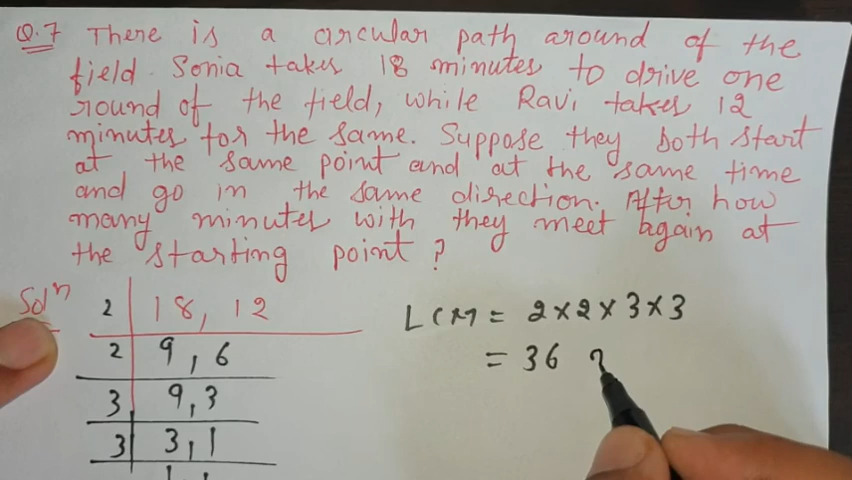 Q.7 There is a circular path around of the
field. Sonia takes 18 minutes to drive one
round of the field, while Ravi takes 12
minutes for the same. Suppose they both start
at the same point and at the same time
and go in the same direction. After how
many minutes with they meet again at
the starting point ?
Solⁿ 2 18, 12
2 9, 6
3 9, 3
3 3, 1
LCM = 2 × 2 × 3 × 3
= 36